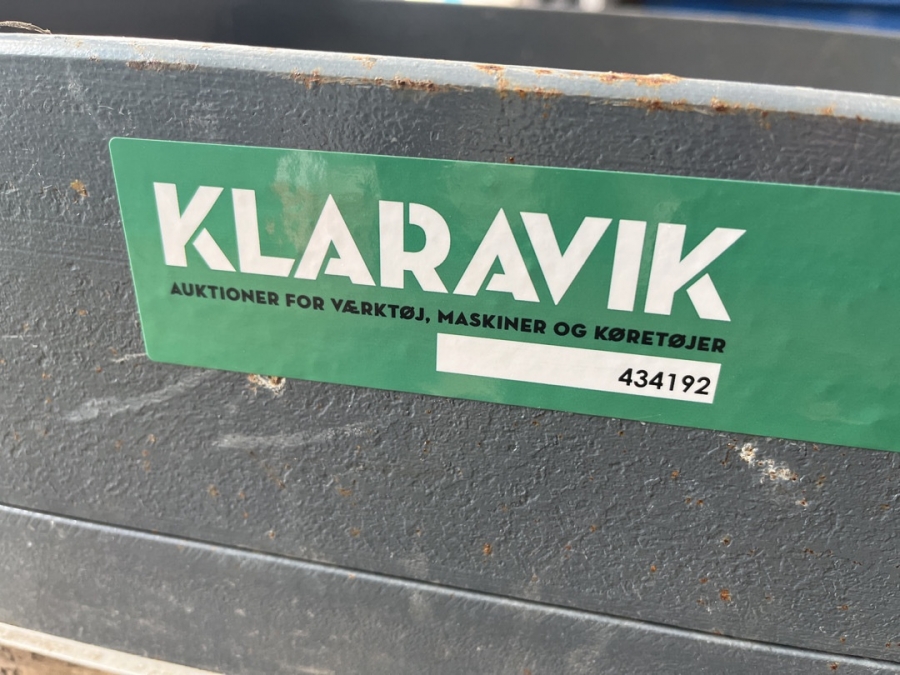 KLARAVIK
AUKTIONER FOR VÆRKTØJ, MASKINER OG KØRETØJER
434192